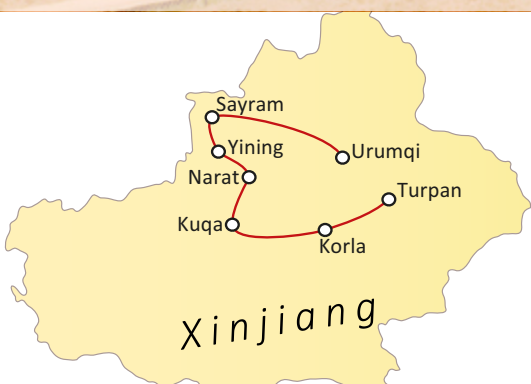 Sayram
Yining
Urumqi
Narat
Turpan
Kuqa
Korla
Xinjiang